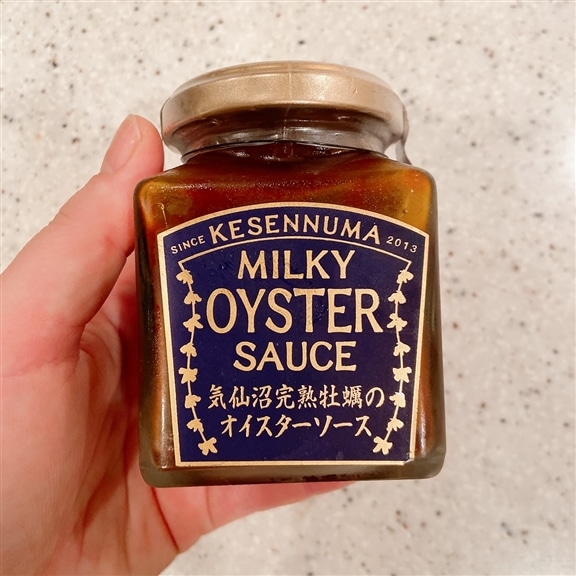 SINCE KESENNUMA 2013
MILKY
OYSTER
SAUCE
気仙沼完熟牡蠣の
オイスターソース